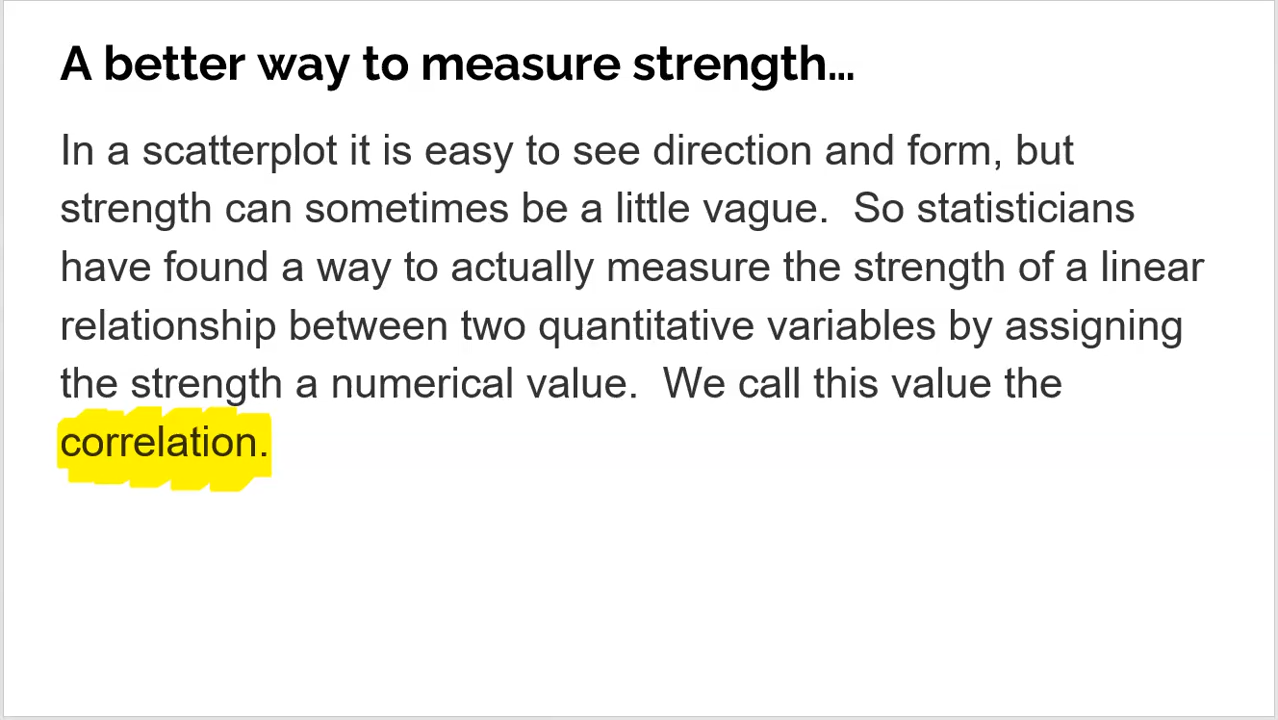 A better way to measure strength…
In a scatterplot it is easy to see direction and form, but
strength can sometimes be a little vague.  So statisticians
have found a way to actually measure the strength of a linear
relationship between two quantitative variables by assigning
the strength a numerical value.  We call this value the
correlation.